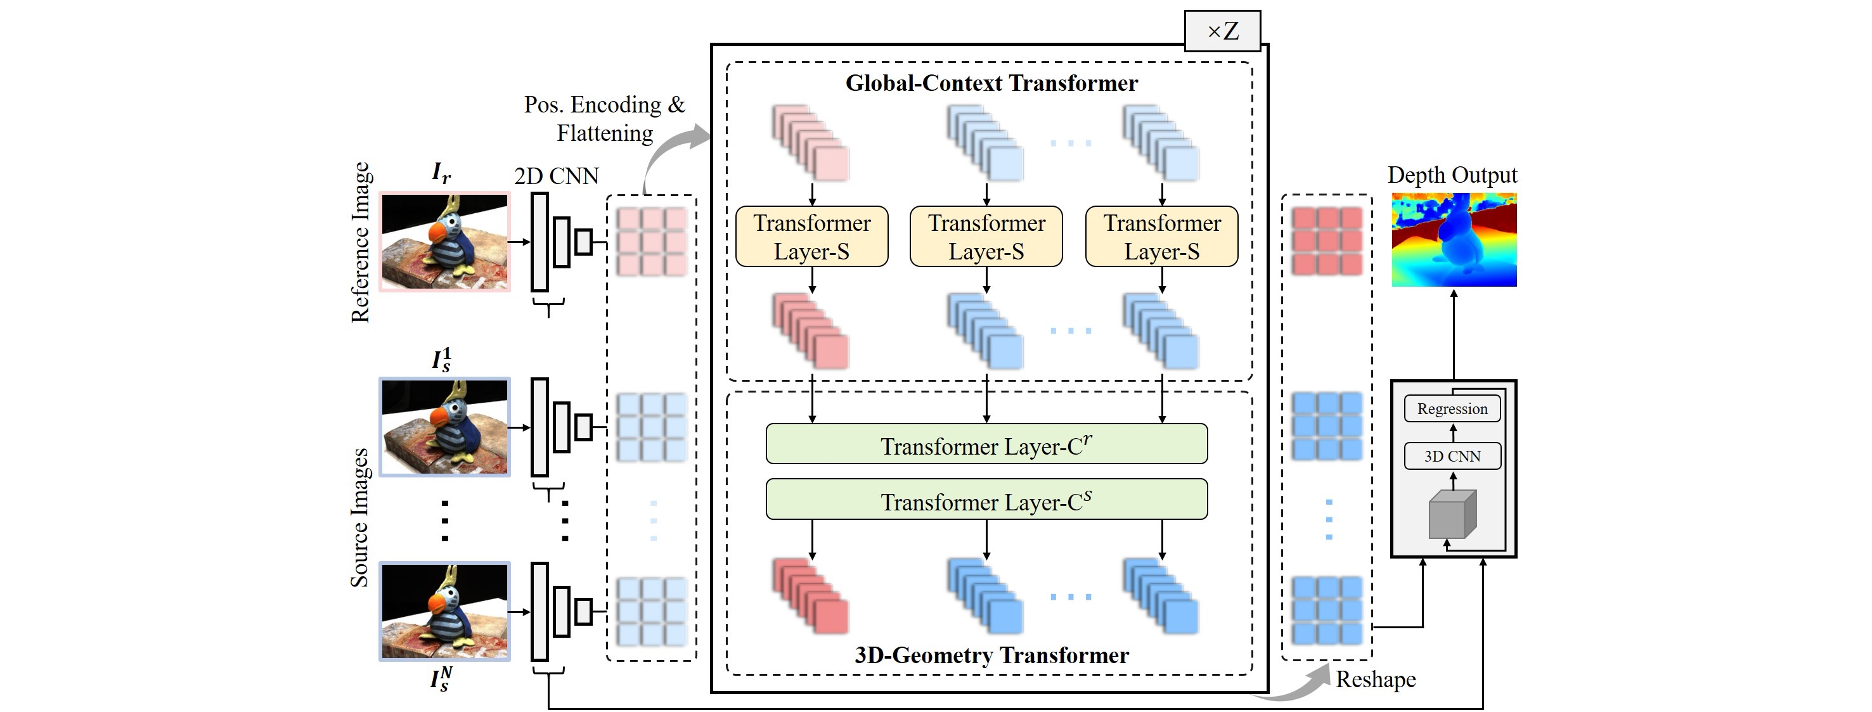 ×Z
Global-Context Transformer
Pos. Encoding &
Flattening
Reference Image
I_r
2D CNN
Transformer
Layer-S
Transformer
Layer-S
Transformer
Layer-S
Depth Output
Source Images
I_s^1
Transformer Layer-C^r
Transformer Layer-C^s
Regression
3D CNN
I_s^N
3D-Geometry Transformer
Reshape